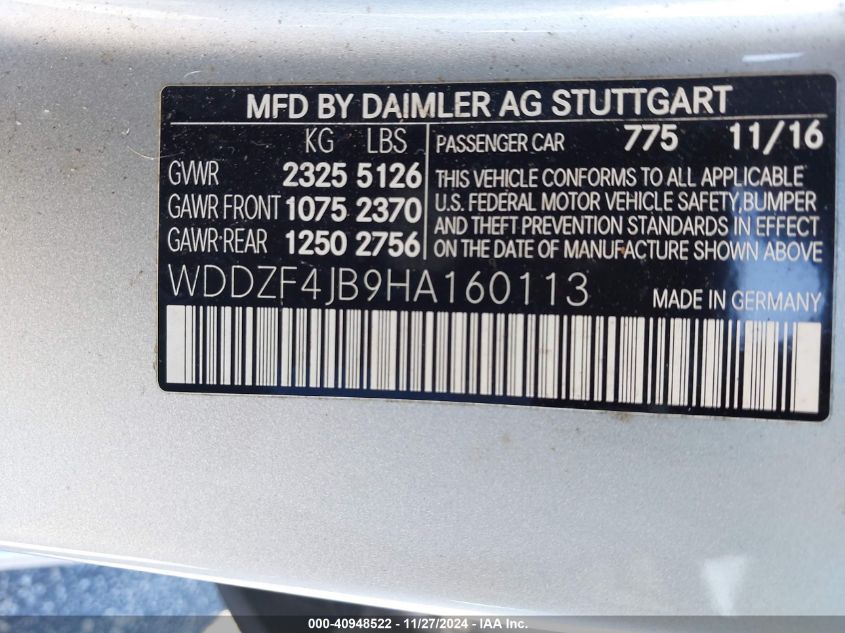 MFD BY DAIMLER AG STUTTGART
KG LBS
GVWR 2325 5126
GAWR FRONT 1075 2370
GAWR-REAR 1250 2756
PASSENGER CAR 775 11/16
THIS VEHICLE CONFORMS TO ALL APPLICABLE
U.S. FEDERAL MOTOR VEHICLE SAFETY,BUMPER
AND THEFT PREVENTION STANDARDS IN EFFECT
ON THE DATE OF MANUFACTURE SHOWN ABOVE
WDDZF4JB9HA160113 MADE IN GERMANY
000-40948522 - 11/27/2024 - IAA Inc.